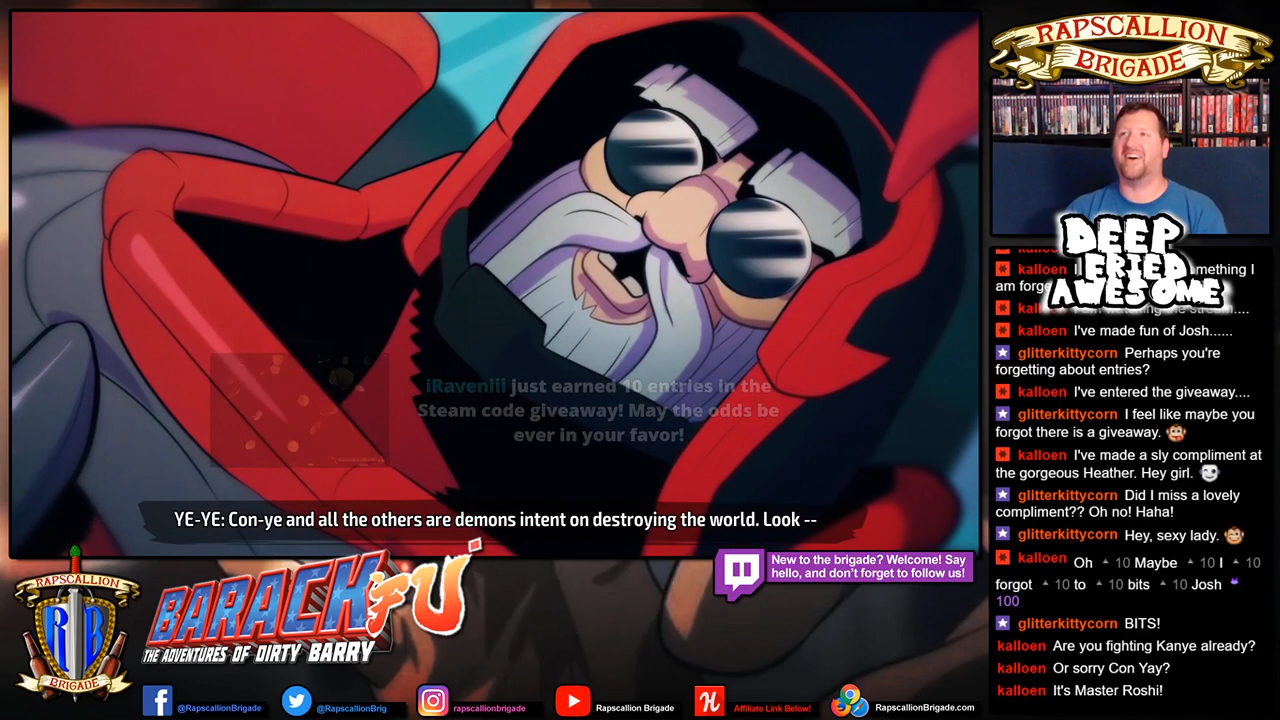 RAPSCALLION
BRIGADE
DEEP
FRIED
AWESOME
iRaveniii just earned 10 entries in the
Steam code giveaway! May the odds be
ever in your favor!
YE-YE: Con-ye and all the others are demons intent on destroying the world. Look --
kalloen
am forge
kalloen
kalloen I've made fun of Josh......
glitterkittycorn Perhaps you're
forgetting about entries?
kalloen I've entered the giveaway....
glitterkittycorn I feel like maybe you
forgot there is a giveaway.
kalloen I've made a sly compliment at
the gorgeous Heather. Hey girl.
glitterkittycorn Did I miss a lovely
compliment?? Oh no! Haha!
glitterkittycorn Hey, sexy lady.
kalloen Oh 10 Maybe 10 I 10
forgot 10 to 10 bits 10 Josh
100
glitterkittycorn BITS!
kalloen Are you fighting Kanye already?
kalloen Or sorry Con Yay?
kalloen It's Master Roshi!
New to the brigade? Welcome! Say
hello, and don't forget to follow us!
RAPSCALLION
R B
BRIGADE
BARACK FU
THE ADVENTURES OF DIRTY BARRY
@RapscallionBrigade
@RapscallionBrig
rapscallionbrigade
Rapscallion Brigade
Affiliate Link Below!
RapscallionBrigade.com